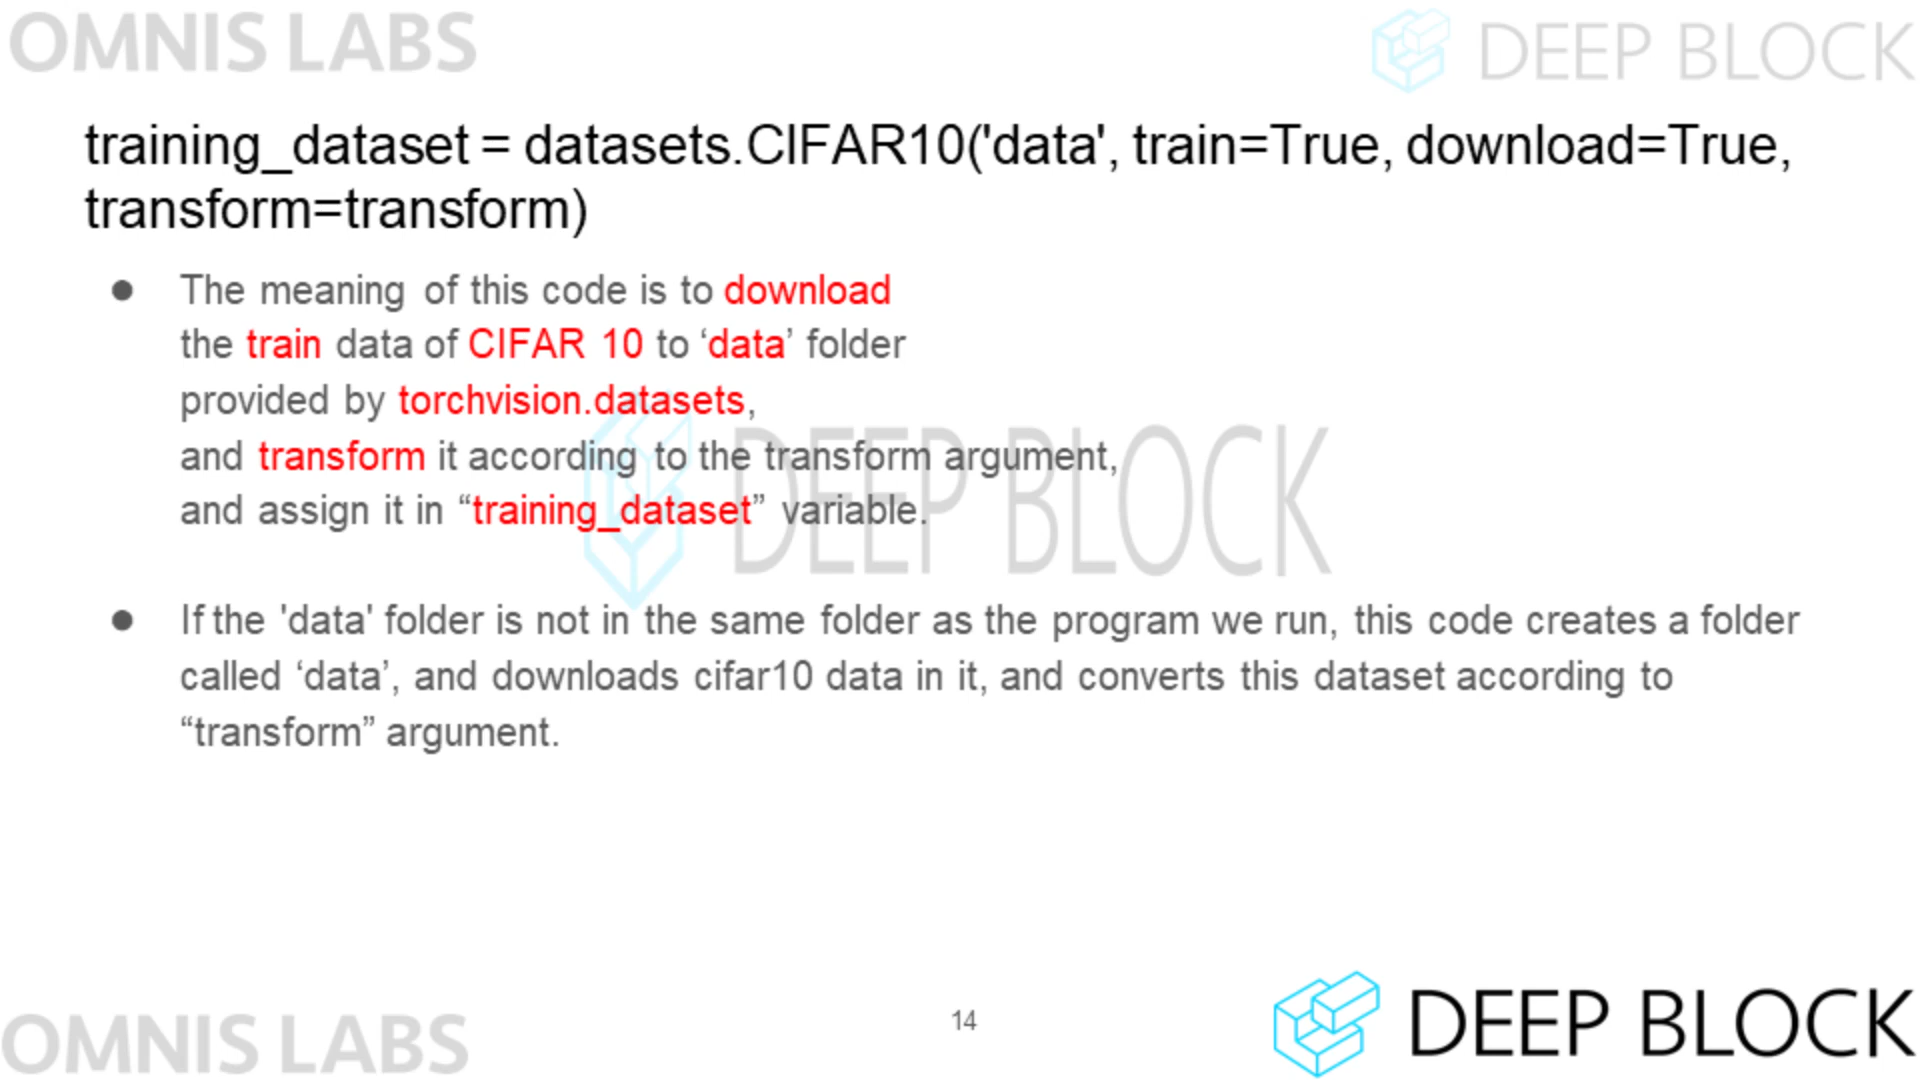 OMNIS LABS
DEEP BLOCK
training_dataset = datasets.CIFAR10('data', train=True, download=True,
transform=transform)
● The meaning of this code is to download
the train data of CIFAR 10 to ‘data’ folder
provided by torchvision.datasets,
and transform it according to the transform argument,
and assign it in “training_dataset” variable.
DEEP BLOCK
● If the 'data' folder is not in the same folder as the program we run, this code creates a folder
called ‘data’, and downloads cifar10 data in it, and converts this dataset according to
“transform” argument.
OMNIS LABS
14
DEEP BLOCK